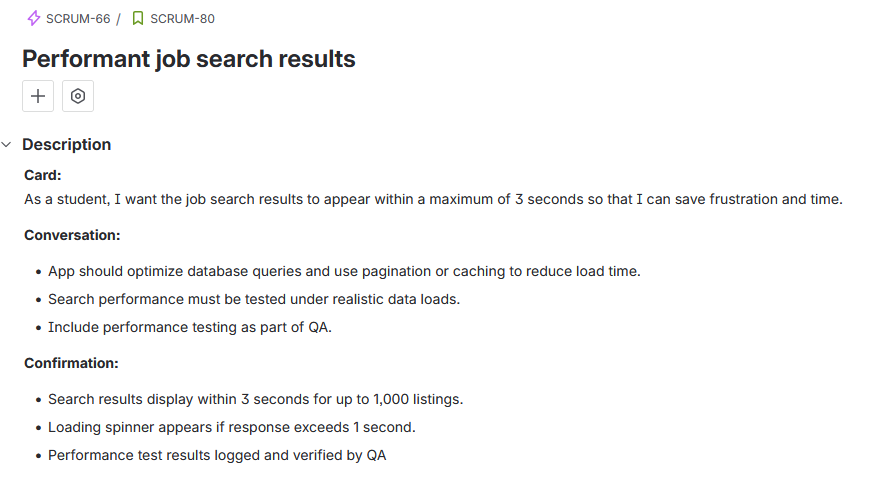 SCRUM-66 / SCRUM-80
Performant job search results
Description
Card:
As a student, I want the job search results to appear within a maximum of 3 seconds so that I can save frustration and time.
Conversation:
• App should optimize database queries and use pagination or caching to reduce load time.
• Search performance must be tested under realistic data loads.
• Include performance testing as part of QA.
Confirmation:
• Search results display within 3 seconds for up to 1,000 listings.
• Loading spinner appears if response exceeds 1 second.
• Performance test results logged and verified by QA